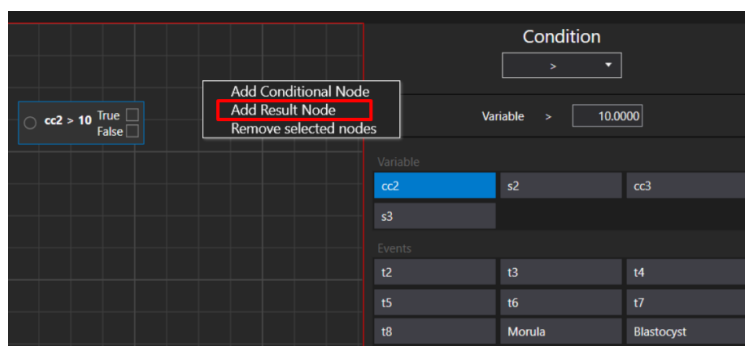 Condition
>
Add Conditional Node
Add Result Node
Remove selected nodes
cc2 > 10 True
False
Variable > 10.0000
Variable
cc2 s2 cc3
s3
Events
t2 t3 t4
t5 t6 t7
t8 Morula Blastocyst